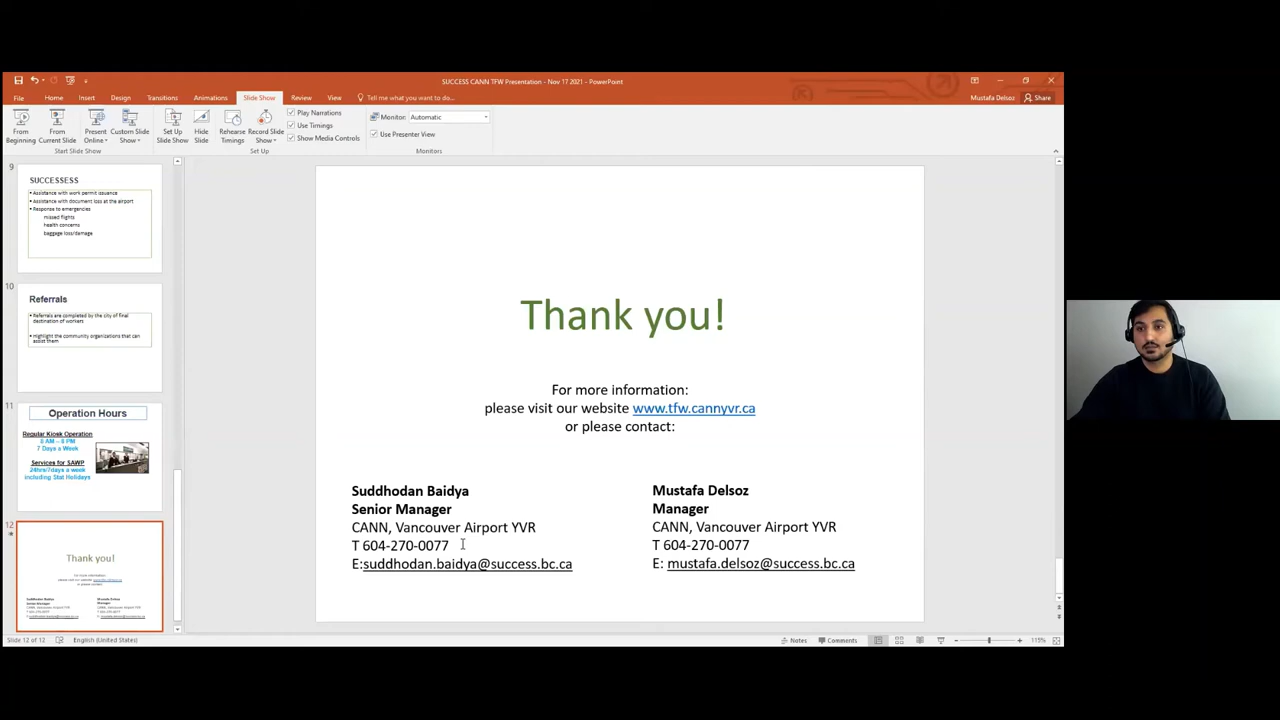 SUCCESS CANN TFW Presentation - Nov 17 2021 - PowerPoint
File Home Insert Design Transitions Animations Slide Show Review View Tell me what you want to do...
Mustafa Delsoz Share
From Beginning
From Current Slide
Present Online
Custom Slide Show
Set Up Slide Show
Hide Slide
Rehearse Timings
Record Slide Show
Play Narrations
Use Timings
Show Media Controls
Monitor: Automatic
Use Presenter View
Start Slide Show
Set Up
Monitors
9
SUCCESSESS
Assistance with work permit issuance
Assistance with document loss at the airport
Response to emergencies
missed flights
health concerns
baggage loss/damage
10
Referrals
Referrals are completed by the city of final
destination of workers
Highlight the community organizations that can
assist them
11
Operation Hours
Regular Kiosk Operation
8 AM – 6 PM
7 Days a Week
Services for SAWP
24hrs/7days a week
including Stat Holidays
12
Thank you!
For more information:
please visit our website www.tfw.cannyvr.ca
or please contact:
Suddhodan Baidya
Senior Manager
CANN, Vancouver Airport YVR
T 604-270-0077
E:suddhodan.baidya@success.bc.ca
Mustafa Delsoz
Manager
CANN, Vancouver Airport YVR
T 604-270-0077
E: mustafa.delsoz@success.bc.ca
Slide 12 of 12 English (United States)
Notes Comments 115%